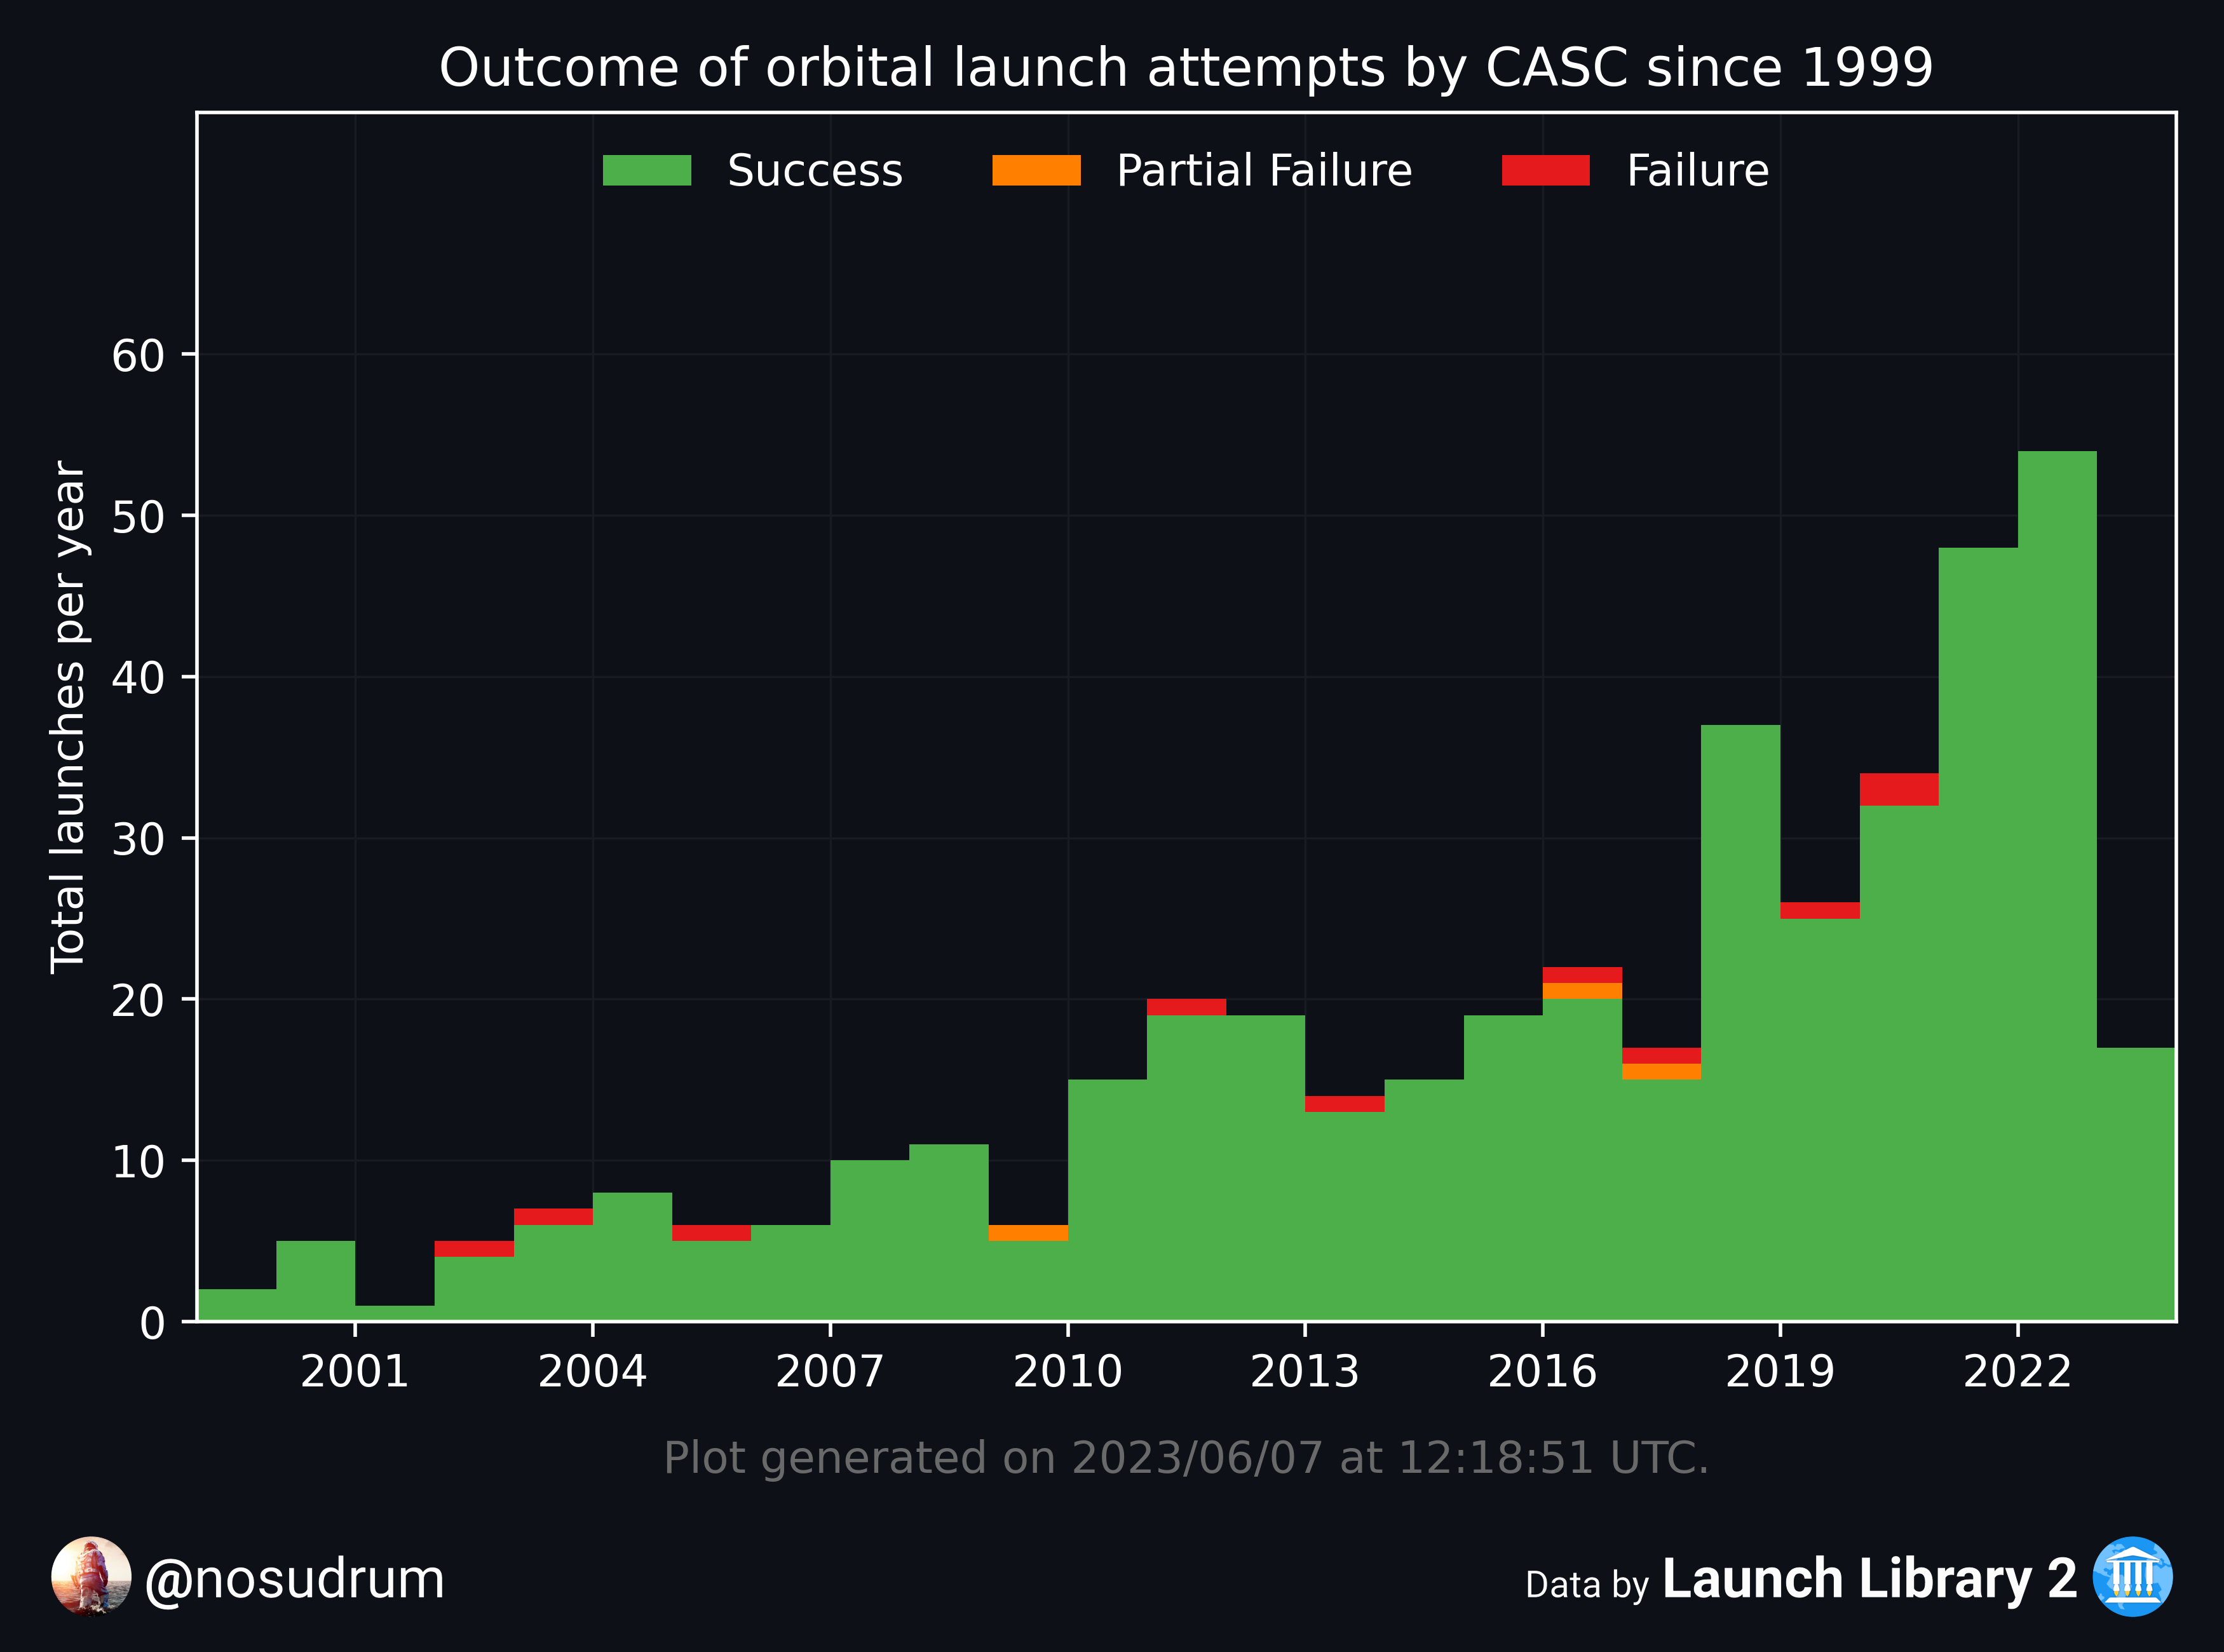 Outcome of orbital launch attempts by CASC since 1999
Success Partial Failure Failure
Total launches per year
60
50
40
30
20
10
0
2001 2004 2007 2010 2013 2016 2019 2022
Plot generated on 2023/06/07 at 12:18:51 UTC.
@nosudrum
Data by Launch Library 2